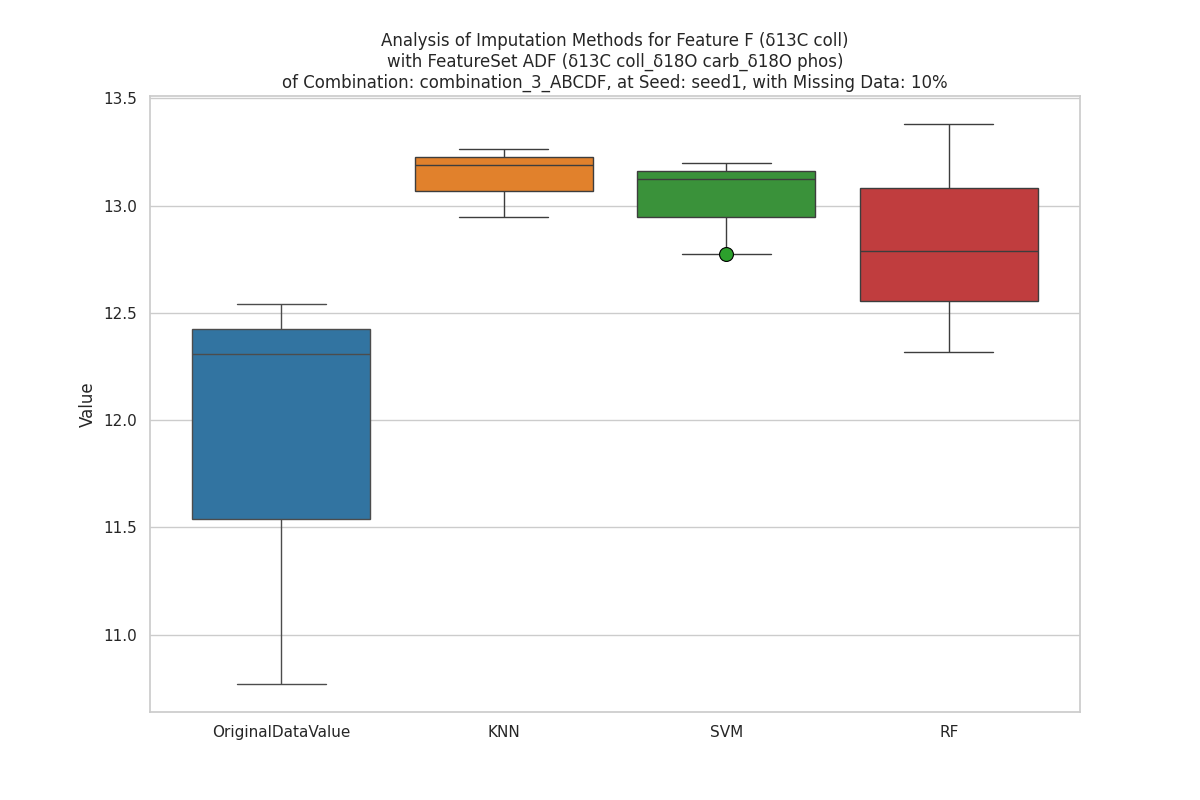 Analysis of Imputation Methods for Feature F (δ13C coll)
with FeatureSet ADF (δ13C coll_δ18O carb_δ18O phos)
of Combination: combination_3_ABCDF, at Seed: seed1, with Missing Data: 10%
13.5
13.0
12.5
12.0
11.5
11.0
Value
OriginalDataValue
KNN
SVM
RF